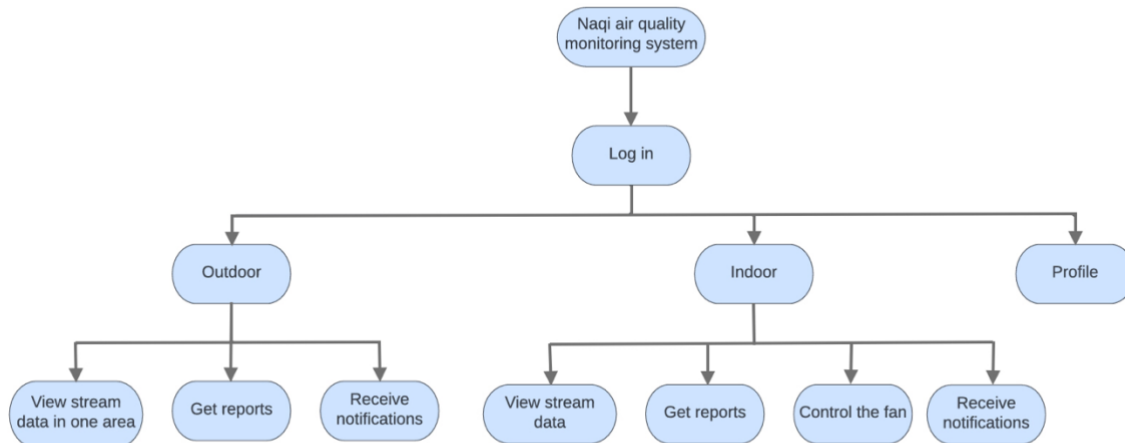 Naqi air quality
monitoring system
Log in
Outdoor
Indoor
Profile
View stream
data in one area
Get reports
Receive
notifications
View stream
data
Get reports
Control the fan
Receive
notifications